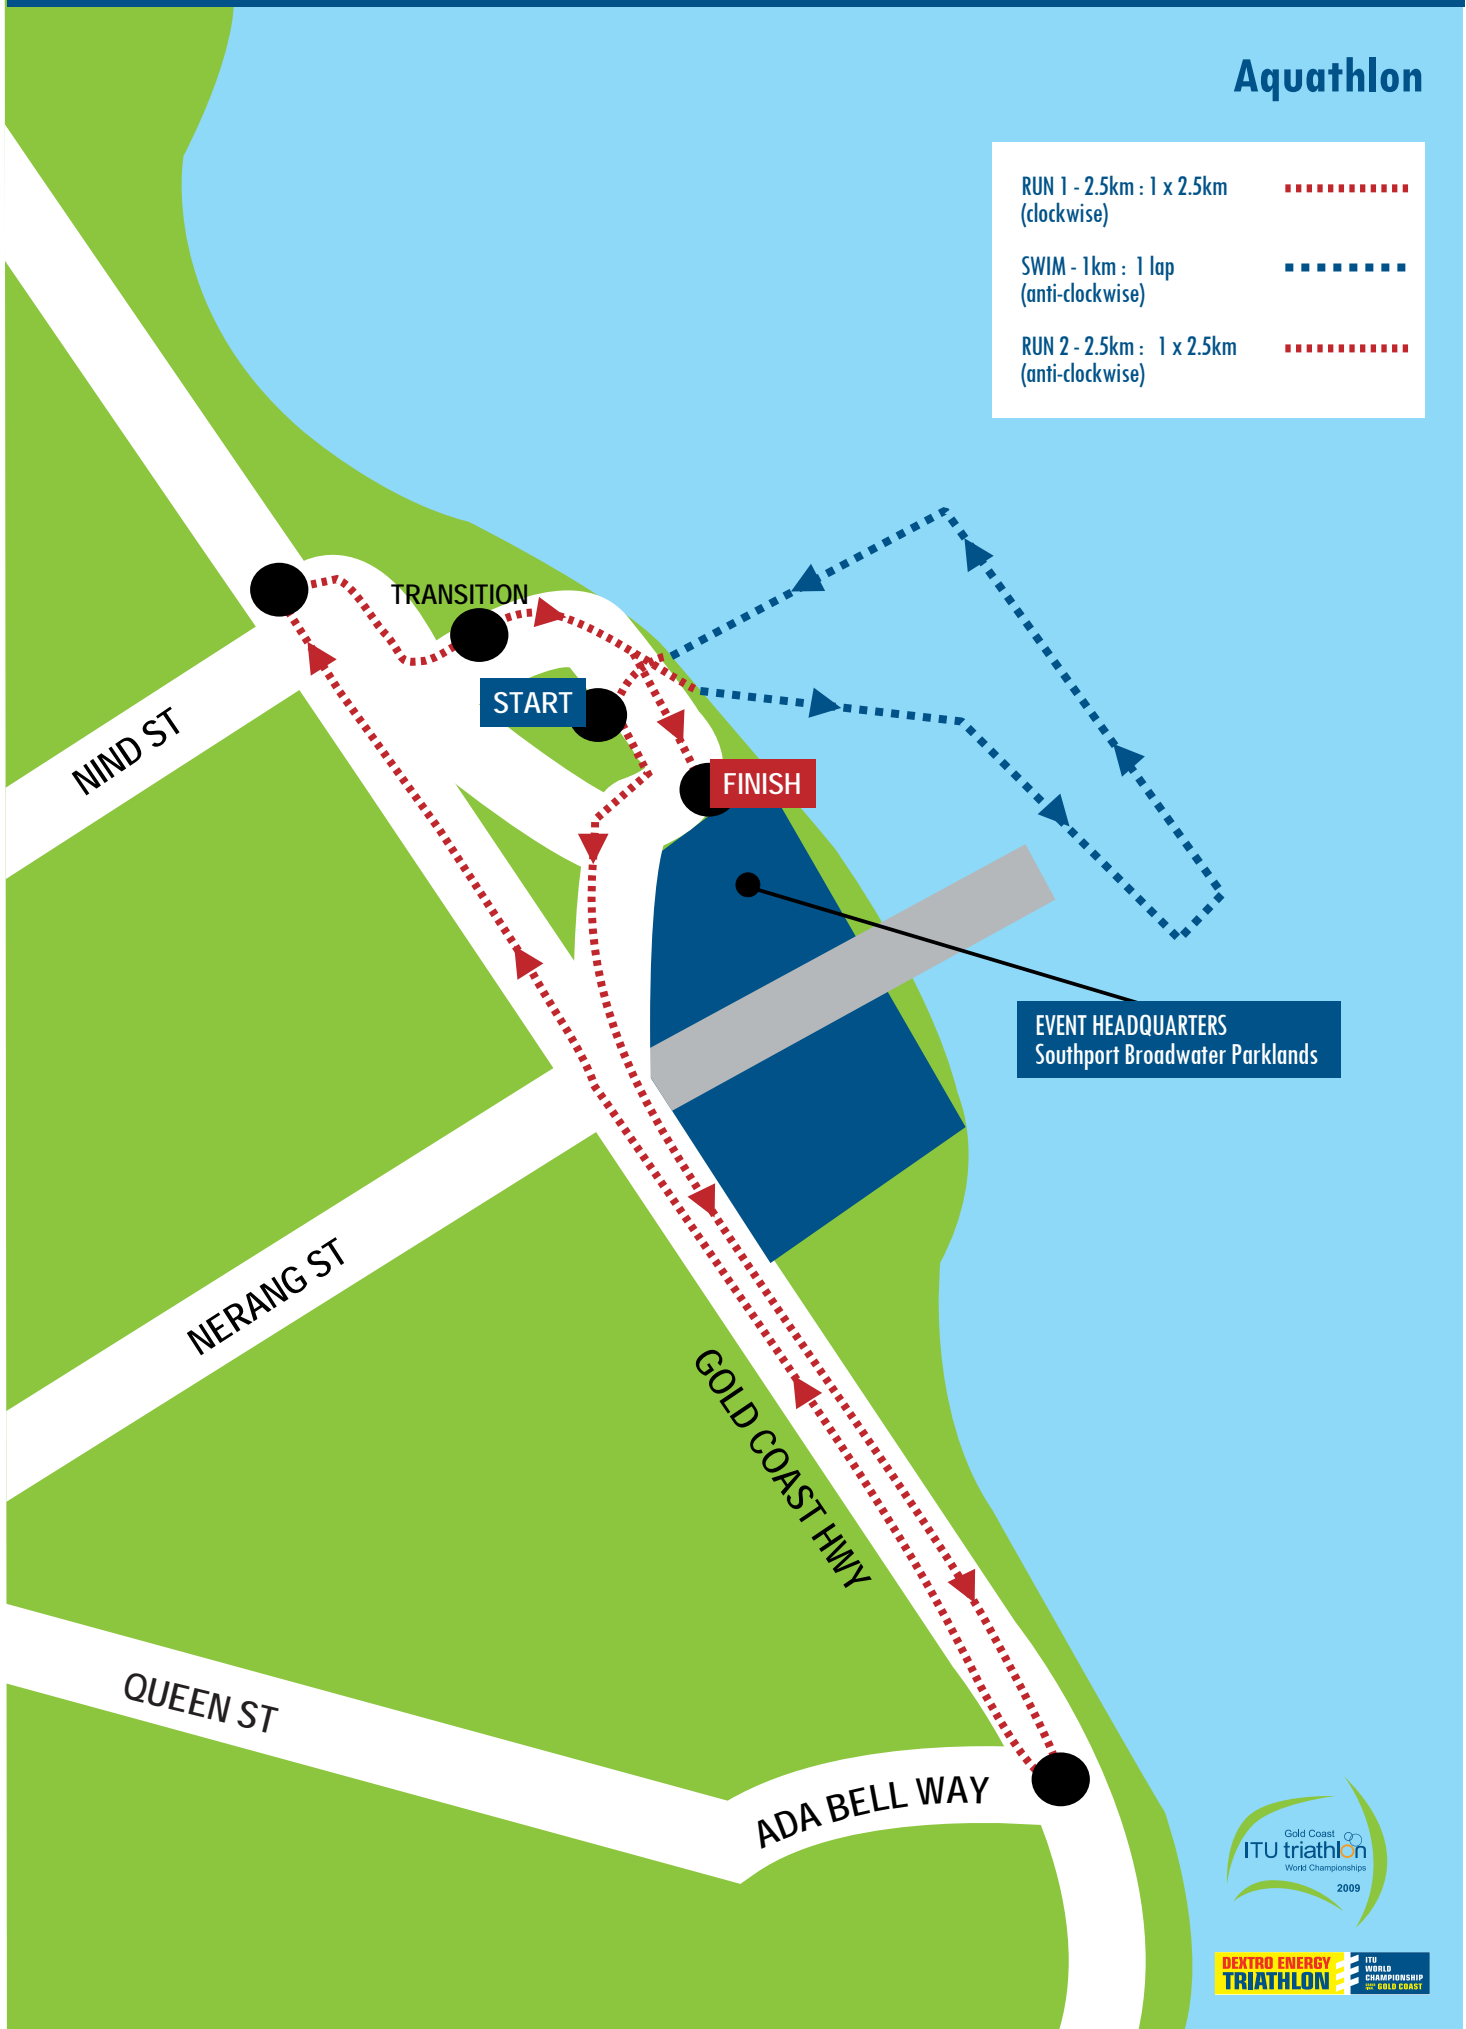 Aquathlon
RUN 1 - 2.5km : 1 x 2.5km
(clockwise)
SWIM - 1km : 1 lap
(anti-clockwise)
RUN 2 - 2.5km : 1 x 2.5km
(anti-clockwise)
TRANSITION
START
FINISH
NIND ST
EVENT HEADQUARTERS
Southport Broadwater Parklands
NERANG ST
GOLD COAST HWY
QUEEN ST
ADA BELL WAY
Gold Coast
ITU triathlon
World Championships
2009
DEXTRO ENERGY
TRIATHLON
ITU
WORLD
CHAMPIONSHIP
GOLD COAST